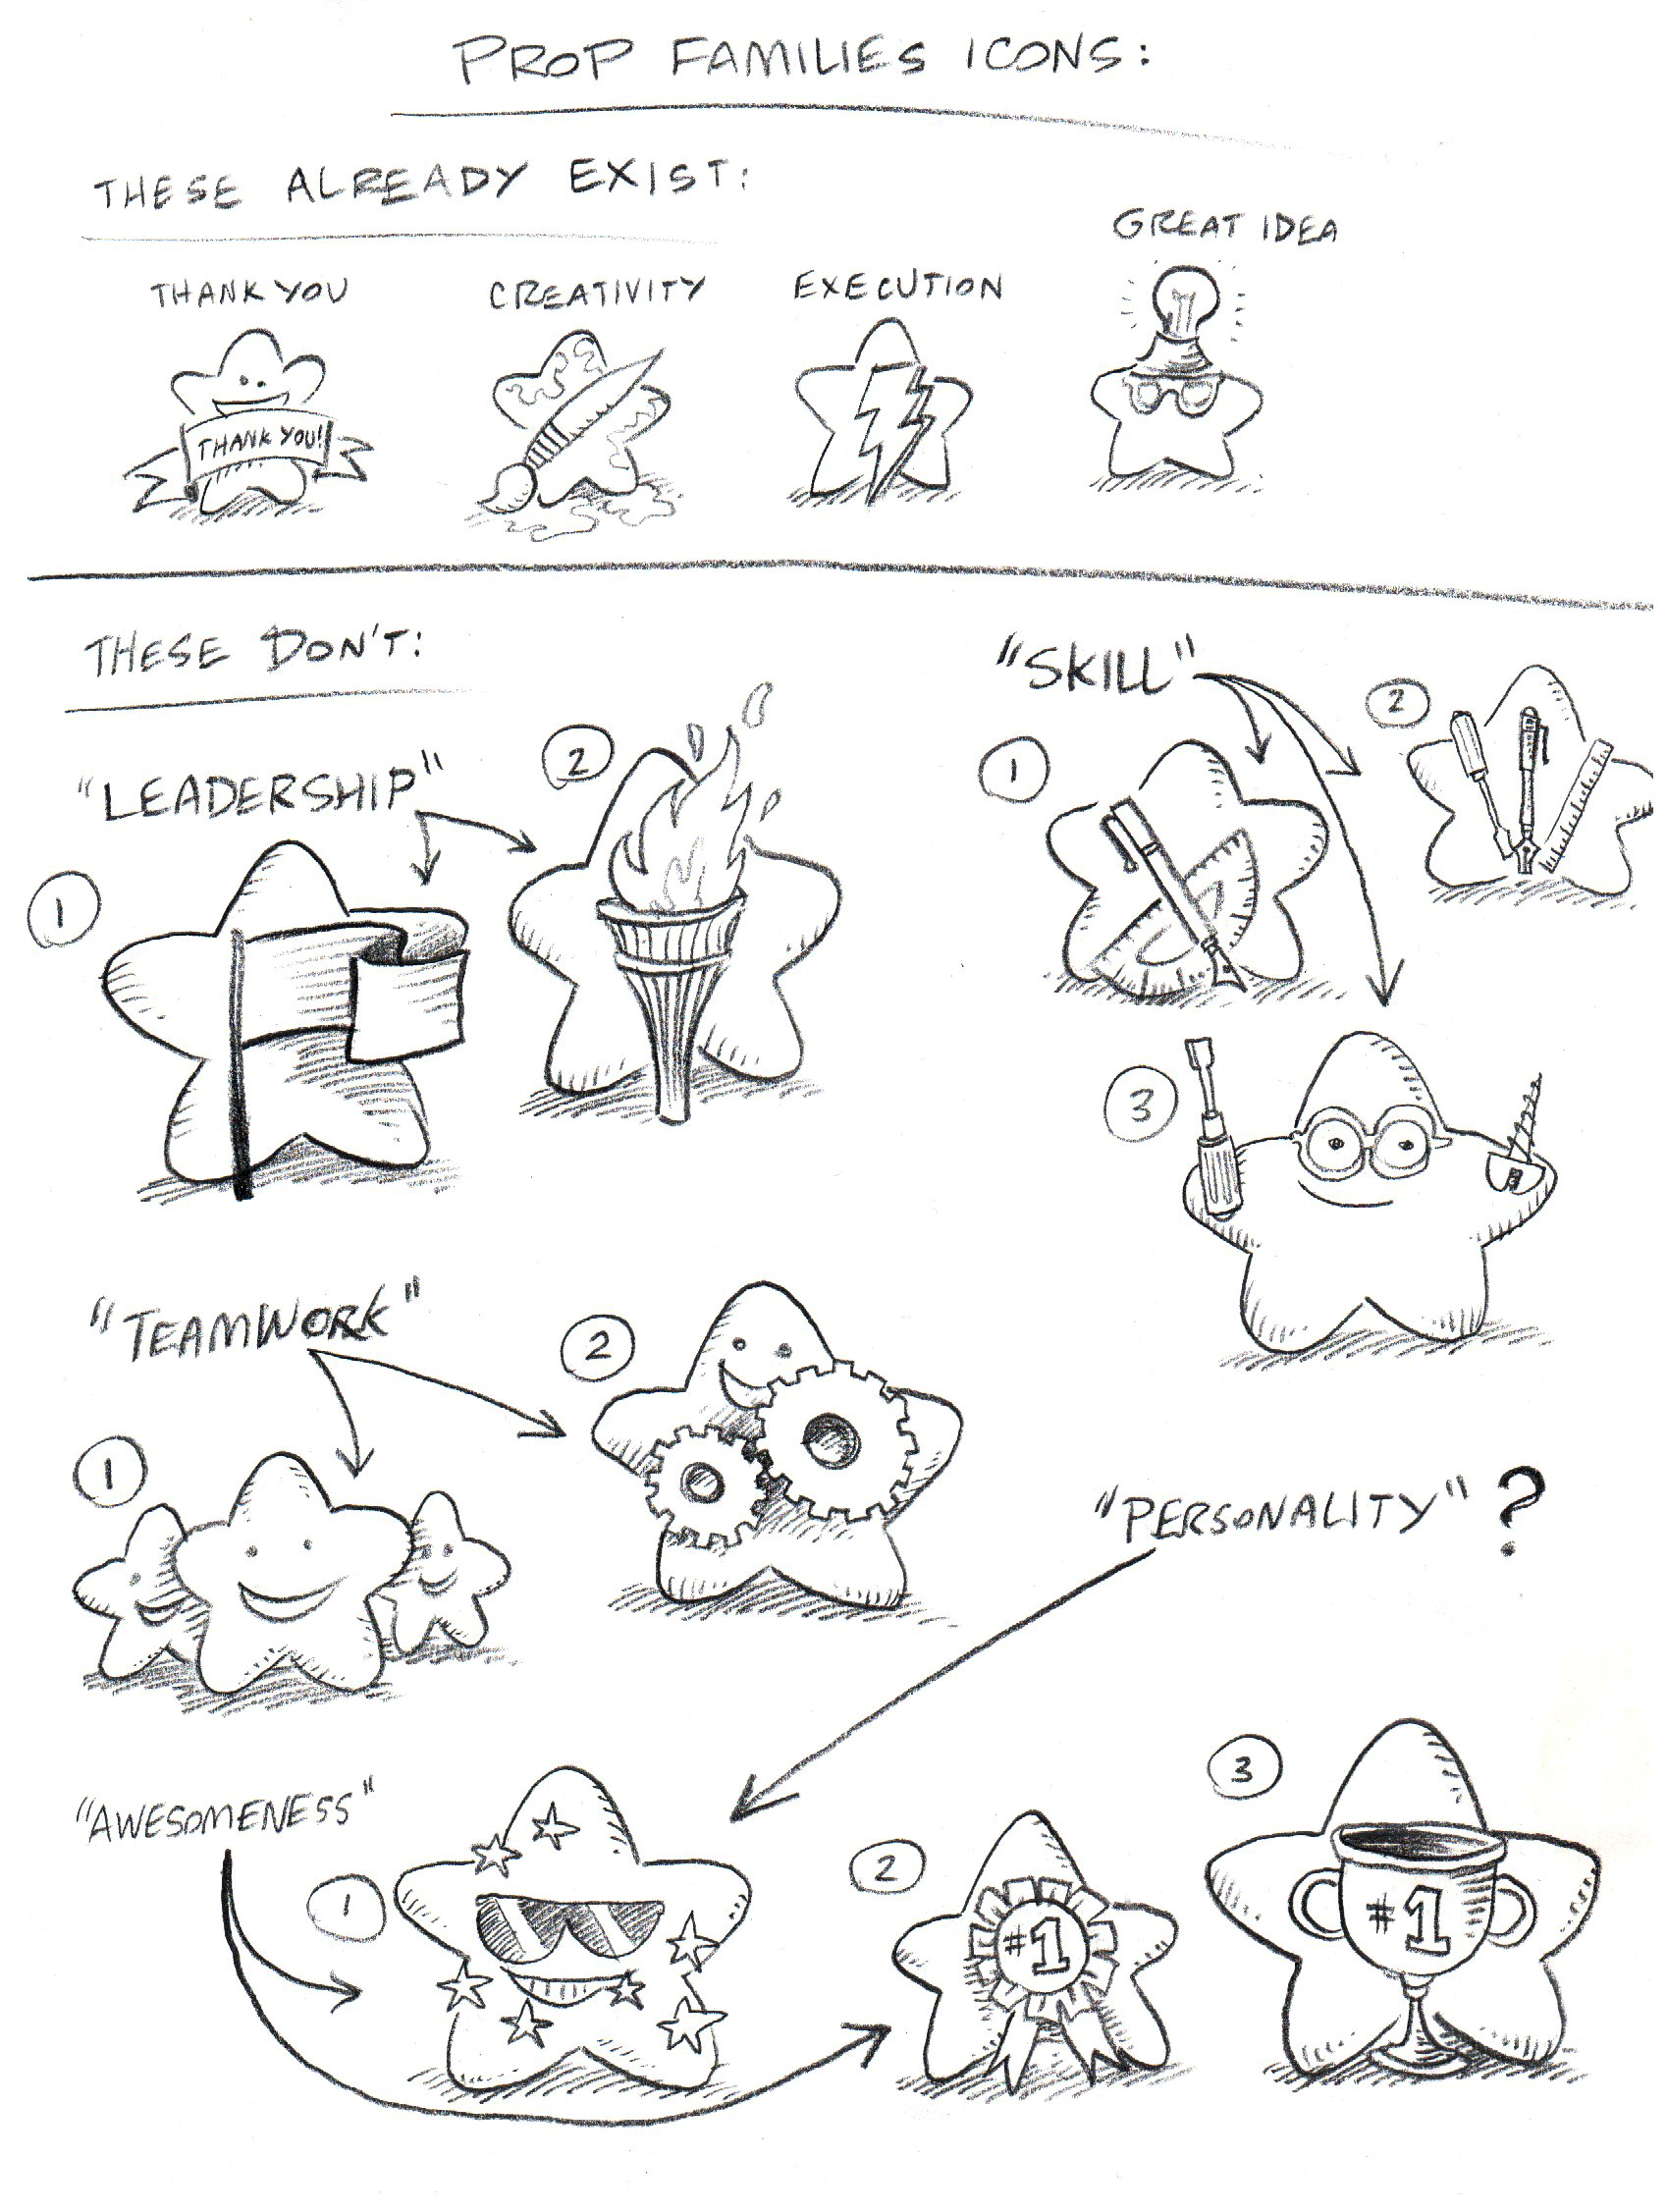 PROP FAMILIES ICONS:
THESE ALREADY EXIST:
GREAT IDEA
THANK YOU
CREATIVITY
EXECUTION
THANK YOU!
THESE DON'T:
"LEADERSHIP"
1
2
"SKILL"
1
2
3
"TEAMWORK"
1
2
"PERSONALITY" ?
"AWESOMENESS"
1
2
#1
3
#1